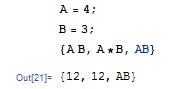 A = 4;
B = 3;
{A B, A*B, AB}
Out[21]= {12, 12, AB}